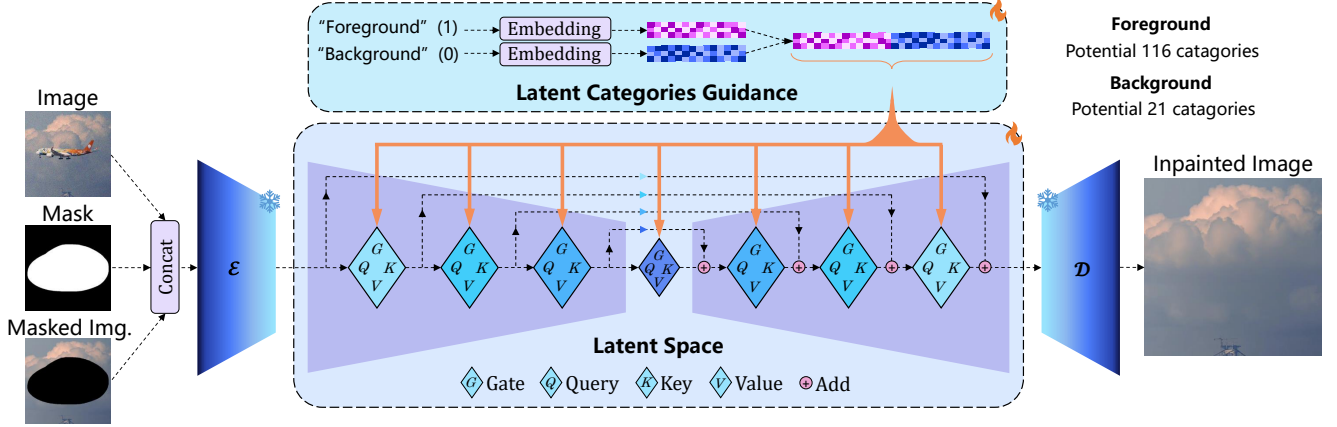 "Foreground" (1) Embedding
"Background" (0) Embedding
Latent Categories Guidance
Foreground
Potential 116 catagories
Background
Potential 21 catagories
Image
Mask
Masked Img.
Concat
ℰ
G Q K V
G Q K V
G Q K V
G Q K V
G Q K V
G Q K V
G Q K V
𝒟
Inpainted Image
Latent Space
G Gate Q Query K Key V Value + Add